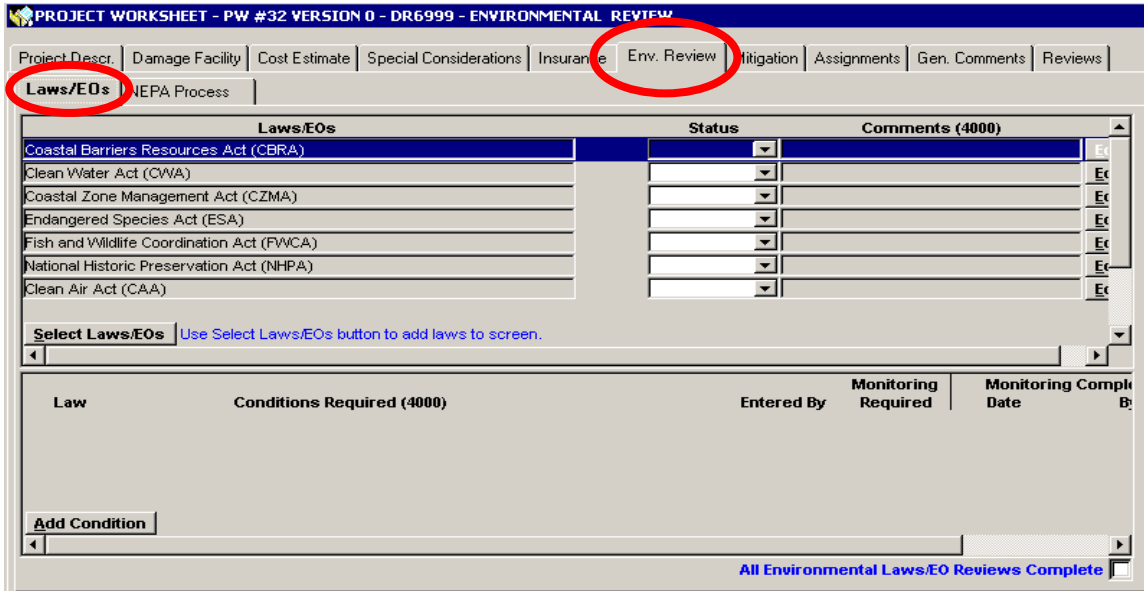 PROJECT WORKSHEET - PW #32 VERSION 0 - DR6999 - ENVIRONMENTAL REVIEW
Project Descr. Damage Facility Cost Estimate Special Considerations Insurance Env. Review Mitigation Assignments Gen. Comments Reviews
Laws/EOs NEPA Process
Laws/EOs Status Comments (4000)
Coastal Barriers Resources Act (CBRA)
Clean Water Act (CWA)
Coastal Zone Management Act (CZMA)
Endangered Species Act (ESA)
Fish and Wildlife Coordination Act (FWCA)
National Historic Preservation Act (NHPA)
Clean Air Act (CAA)
Select Laws/EOs Use Select Laws/EOs button to add laws to screen.
Monitoring Monitoring
Law Conditions Required (4000) Entered By Required Date
Add Condition
All Environmental Laws/EO Reviews Complete